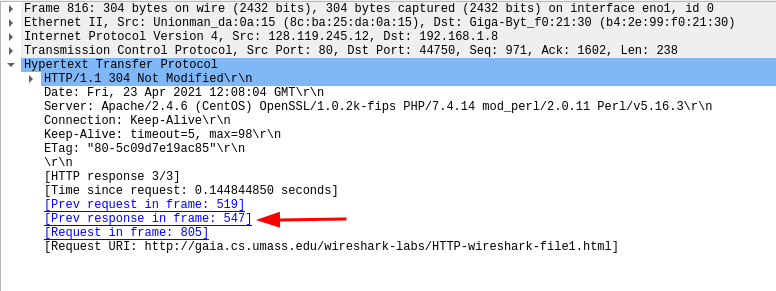 Frame 816: 304 bytes on wire (2432 bits), 304 bytes captured (2432 bits) on interface eno1, id 0
Ethernet II, Src: Unionman_da:0a:15 (8c:ba:25:da:0a:15), Dst: Giga-Byt_f0:21:30 (b4:2e:99:f0:21:30)
Internet Protocol Version 4, Src: 128.119.245.12, Dst: 192.168.1.8
Transmission Control Protocol, Src Port: 80, Dst Port: 44750, Seq: 971, Ack: 1602, Len: 238
Hypertext Transfer Protocol
HTTP/1.1 304 Not Modified\r\n
Date: Fri, 23 Apr 2021 12:08:04 GMT\r\n
Server: Apache/2.4.6 (CentOS) OpenSSL/1.0.2k-fips PHP/7.4.14 mod_perl/2.0.11 Perl/v5.16.3\r\n
Connection: Keep-Alive\r\n
Keep-Alive: timeout=5, max=98\r\n
ETag: "80-5c09d7e19ac85"\r\n
\r\n
[HTTP response 3/3]
[Time since request: 0.144844850 seconds]
[Prev request in frame: 519]
[Prev response in frame: 547]
[Request in frame: 805]
[Request URI: http://gaia.cs.umass.edu/wireshark-labs/HTTP-wireshark-file1.html]